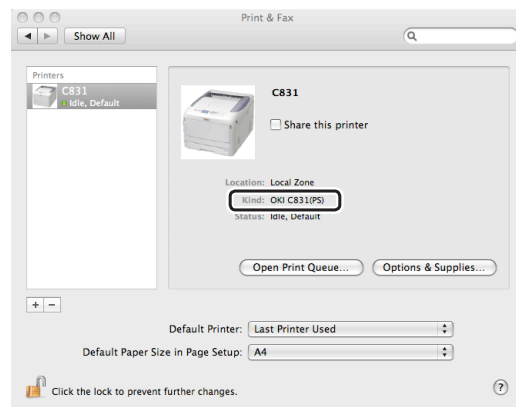 Print & Fax
Show All
Printers
C831
Idle, Default
C831
Share this printer
Location: Local Zone
Kind: OKI C831(PS)
Status: Idle, Default
Open Print Queue... Options & Supplies...
+ −
Default Printer: Last Printer Used
Default Paper Size in Page Setup: A4
Click the lock to prevent further changes.
?